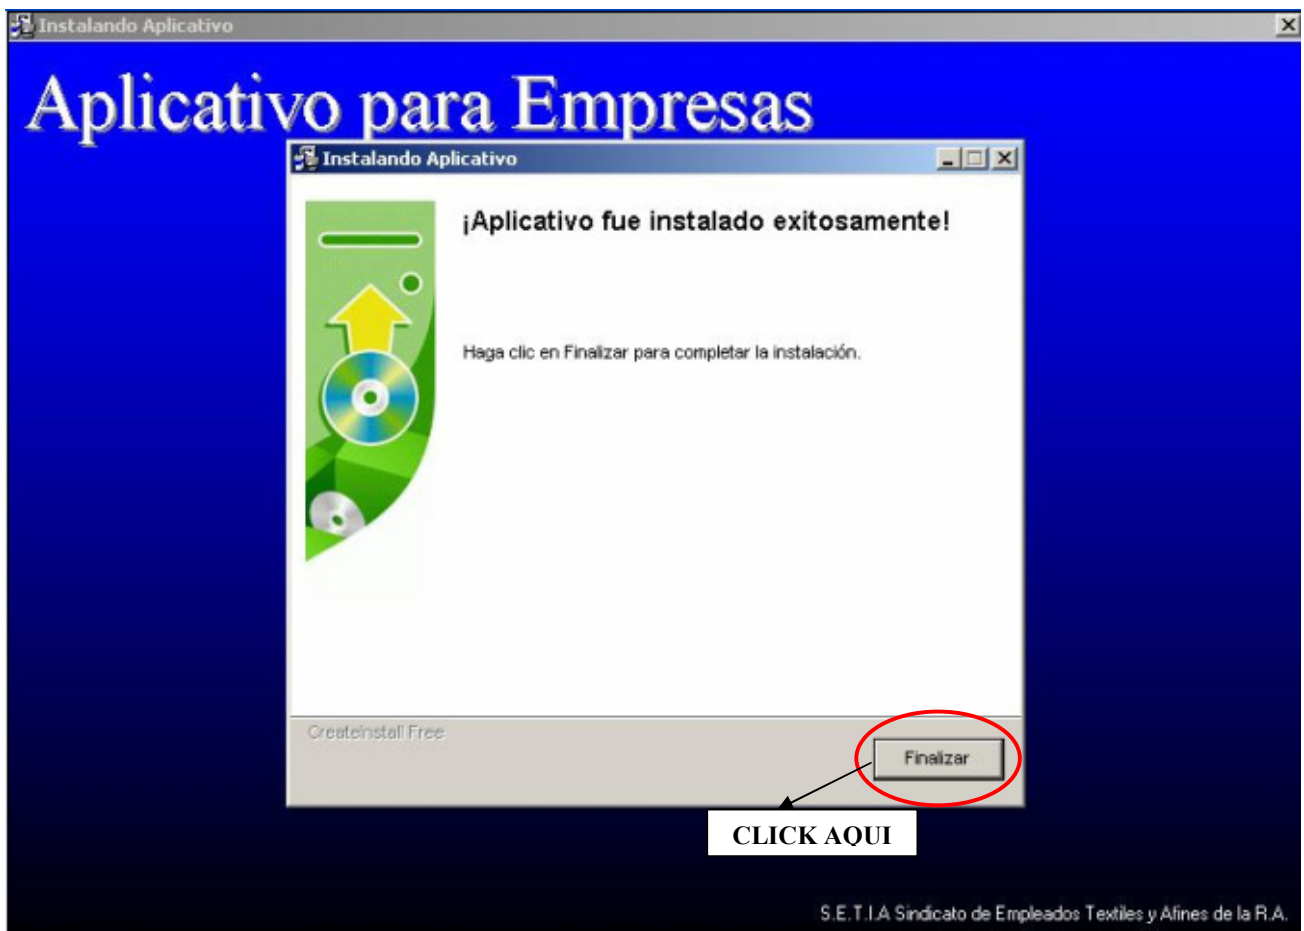 Instalando Aplicativo
Aplicativo para Empresas
Instalando Aplicativo
¡Aplicativo fue instalado exitosamente!
Haga clic en Finalizar para completar la instalación.
CreateInstall Free
Finalizar
CLICK AQUI
S.E.T.I.A Sindicato de Empleados Textiles y Afines de la R.A.